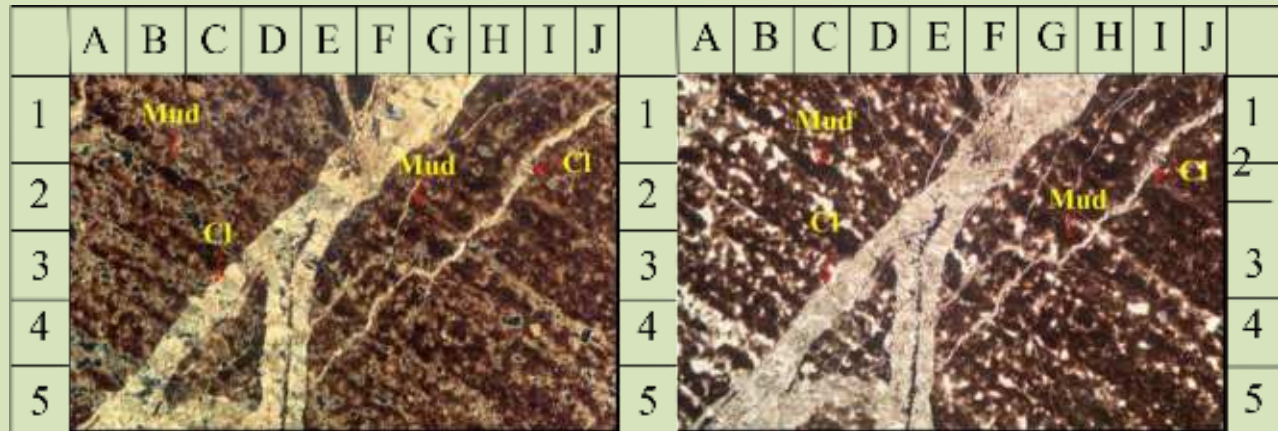 A B C D E F G H I J A B C D E F G H I J
1 Mud 1 Mud 1
Mud Cl Cl 2
2 2 Mud
Cl Cl
3 3 3
4 4 4
5 5 5